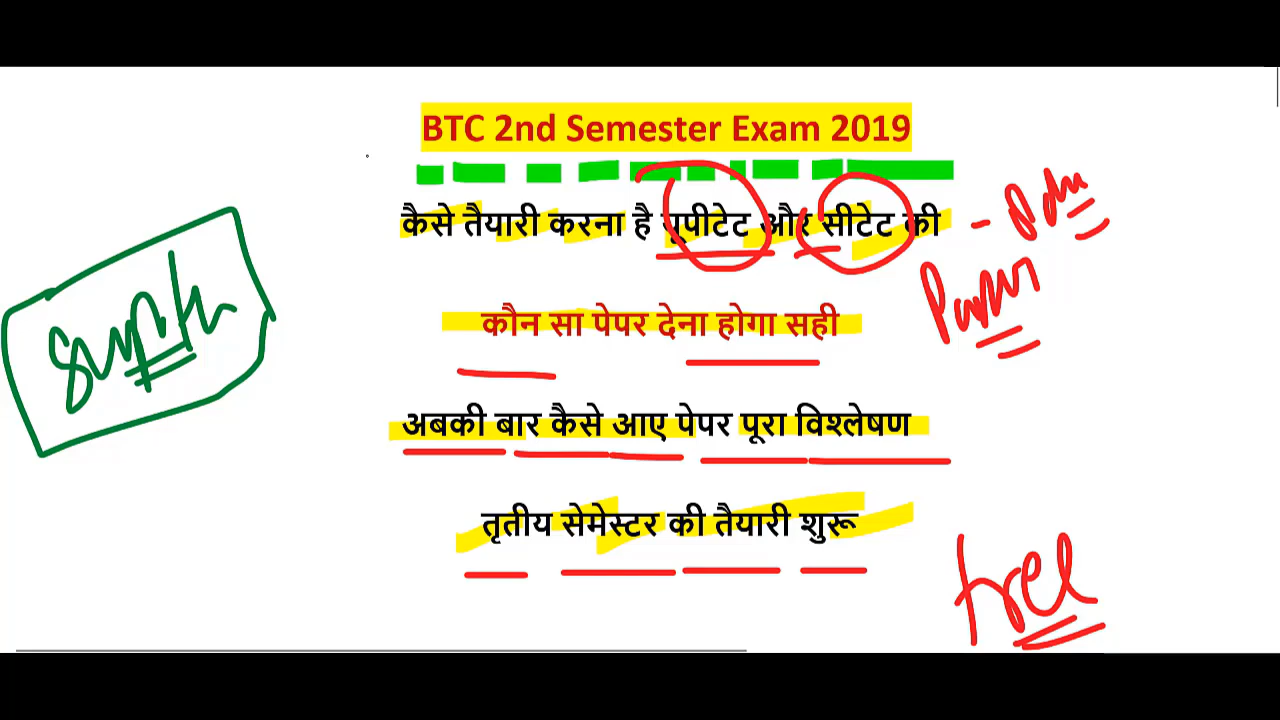 BTC 2nd Semester Exam 2019
कैसे तैयारी करना है यूपीटेट और सीटेट की
कौन सा पेपर देना होगा सही
अबकी बार कैसे आए पेपर पूरा विश्लेषण
तृतीय सेमेस्टर की तैयारी शुरू
free